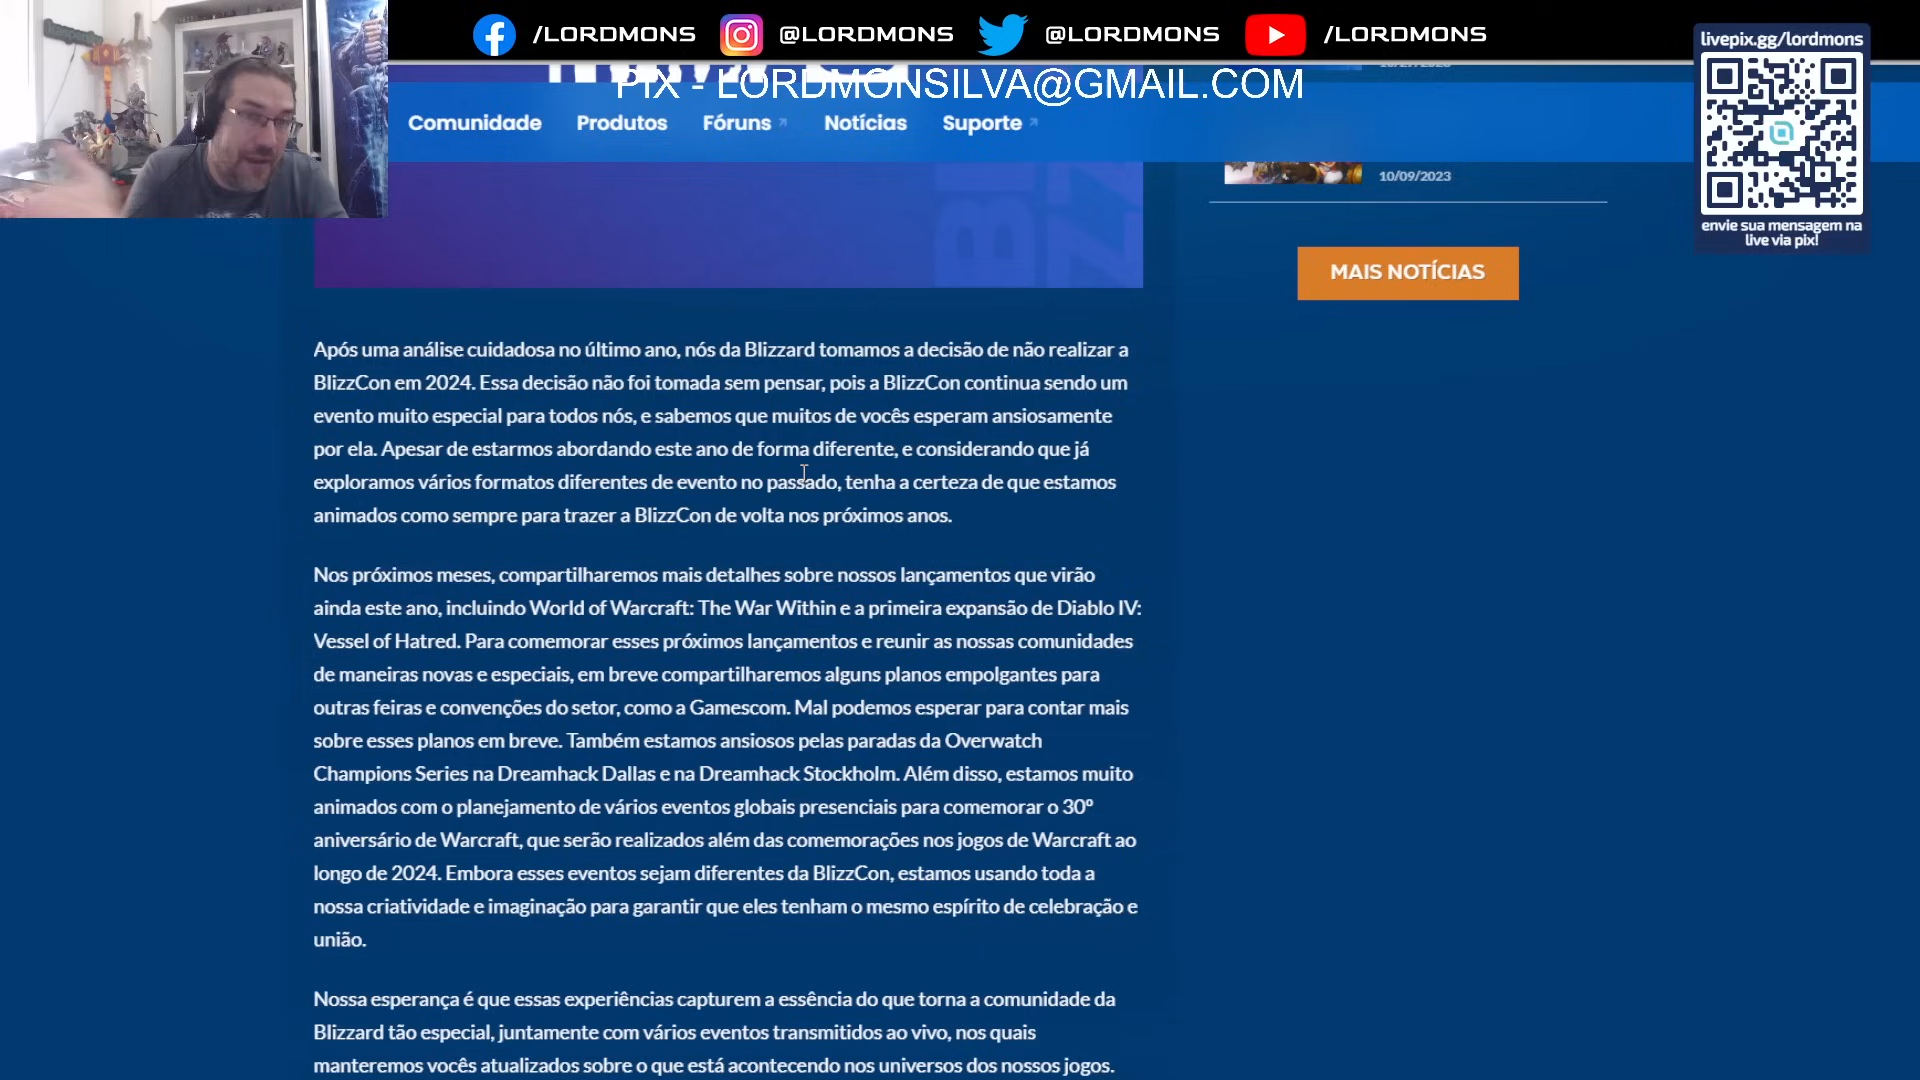 /LORDMONS @LORDMONS @LORDMONS /LORDMONS
livepix.gg/lordmons
PIX - LORDMONSILVA@GMAIL.COM
Comunidade Produtos Fóruns Notícias Suporte
10/09/2023
envie sua mensagem na
live via pix!
MAIS NOTÍCIAS
Após uma análise cuidadosa no último ano, nós da Blizzard tomamos a decisão de não realizar a
BlizzCon em 2024. Essa decisão não foi tomada sem pensar, pois a BlizzCon continua sendo um
evento muito especial para todos nós, e sabemos que muitos de vocês esperam ansiosamente
por ela. Apesar de estarmos abordando este ano de forma diferente, e considerando que já
exploramos vários formatos diferentes de evento no passado, tenha a certeza de que estamos
animados como sempre para trazer a BlizzCon de volta nos próximos anos.
Nos próximos meses, compartilharemos mais detalhes sobre nossos lançamentos que virão
ainda este ano, incluindo World of Warcraft: The War Within e a primeira expansão de Diablo IV:
Vessel of Hatred. Para comemorar esses próximos lançamentos e reunir as nossas comunidades
de maneiras novas e especiais, em breve compartilharemos alguns planos empolgantes para
outras feiras e convenções do setor, como a Gamescom. Mal podemos esperar para contar mais
sobre esses planos em breve. Também estamos ansiosos pelas paradas da Overwatch
Champions Series na Dreamhack Dallas e na Dreamhack Stockholm. Além disso, estamos muito
animados com o planejamento de vários eventos globais presenciais para comemorar o 30º
aniversário de Warcraft, que serão realizados além das comemorações nos jogos de Warcraft ao
longo de 2024. Embora esses eventos sejam diferentes da BlizzCon, estamos usando toda a
nossa criatividade e imaginação para garantir que eles tenham o mesmo espírito de celebração e
união.
Nossa esperança é que essas experiências capturem a essência do que torna a comunidade da
Blizzard tão especial, juntamente com vários eventos transmitidos ao vivo, nos quais
manteremos vocês atualizados sobre o que está acontecendo nos universos dos nossos jogos.